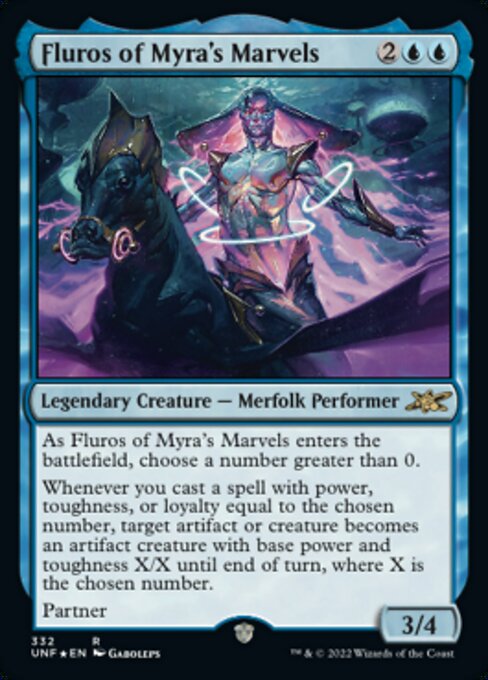 Fluros of Myra's Marvels 2
Legendary Creature — Merfolk Performer
As Fluros of Myra's Marvels enters the
battlefield, choose a number greater than 0.
Whenever you cast a spell with power,
toughness, or loyalty equal to the chosen
number, target artifact or creature becomes
an artifact creature with base power and
toughness X/X until end of turn, where X is
the chosen number.
Partner
3/4
332 R
UNF★EN Gaboleps
™ & © 2022 Wizards of the Coast